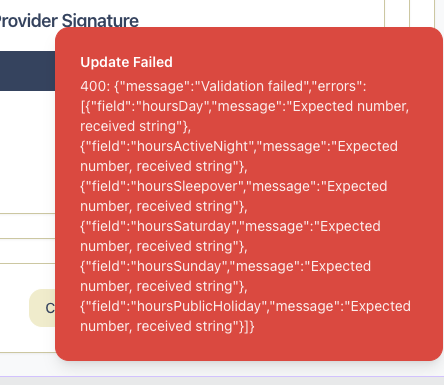 Provider Signature
Update Failed
400: {"message":"Validation failed","errors":
[{"field":"hoursDay","message":"Expected number,
received string"},
{"field":"hoursActiveNight","message":"Expected
number, received string"},
{"field":"hoursSleepover","message":"Expected
number, received string"},
{"field":"hoursSaturday","message":"Expected
number, received string"},
{"field":"hoursSunday","message":"Expected
number, received string"},
{"field":"hoursPublicHoliday","message":"Expected
number, received string"}]}
C